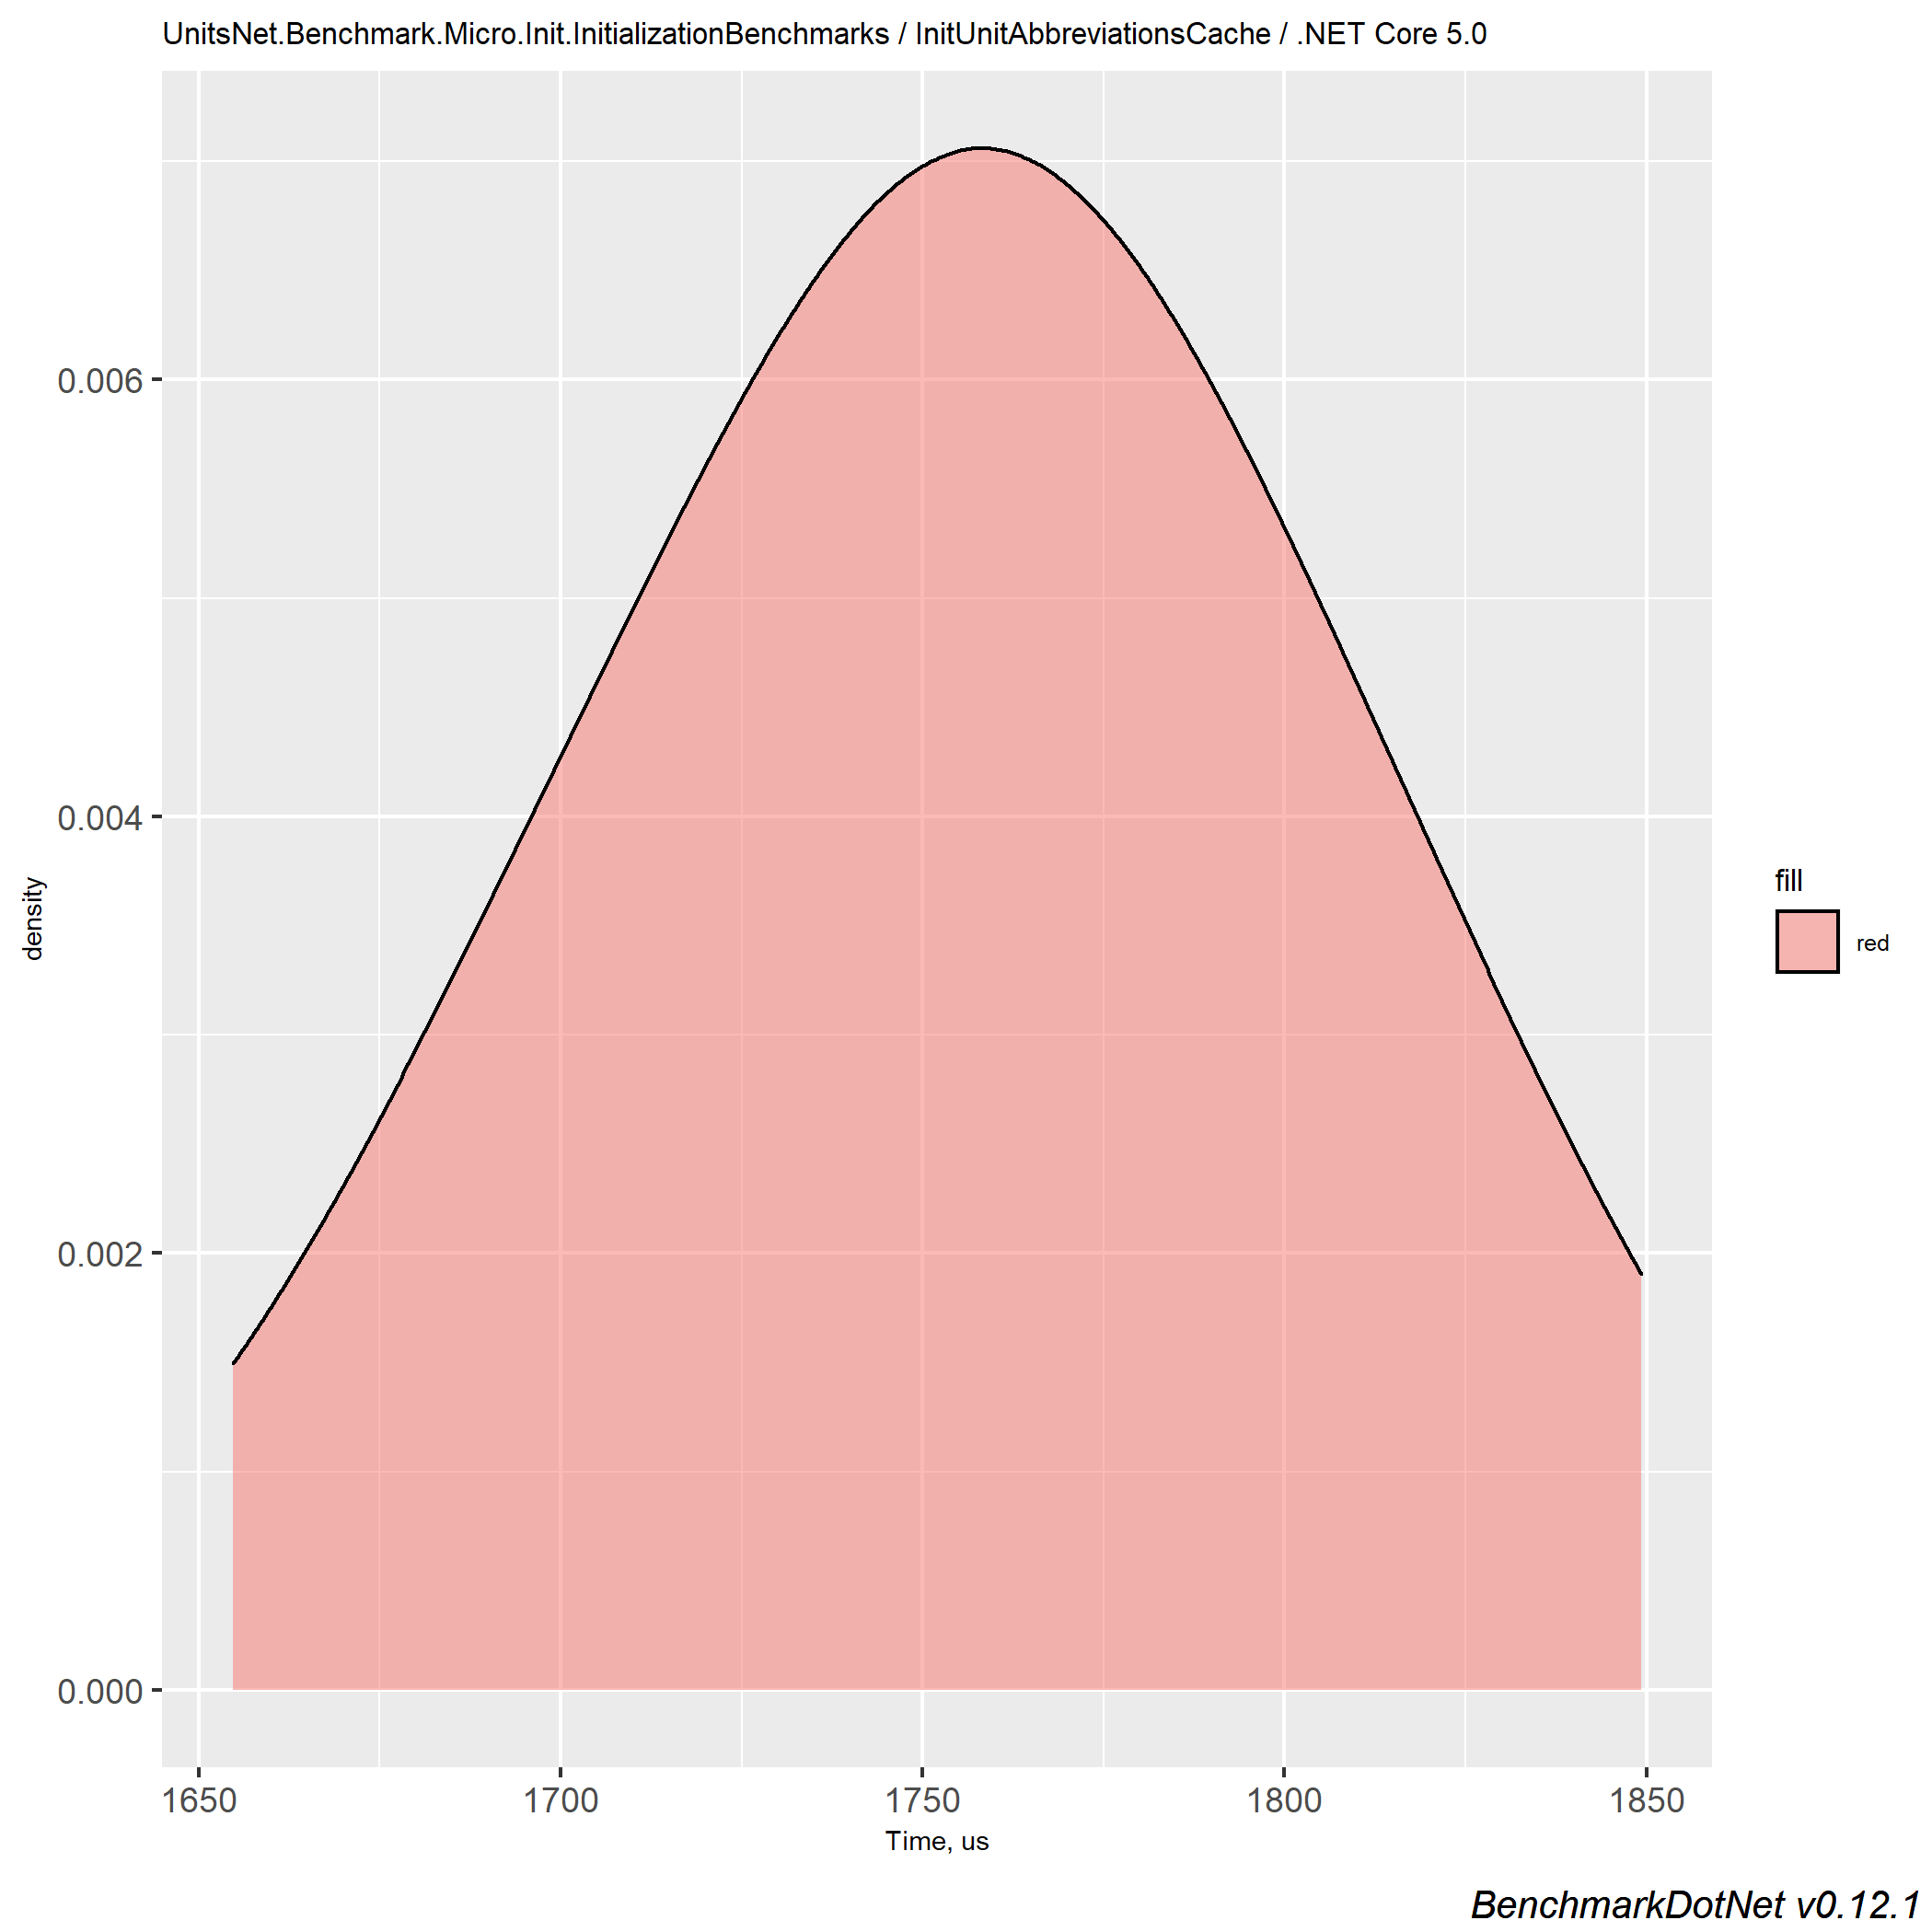 UnitsNet.Benchmark.Micro.Init.InitializationBenchmarks / InitUnitAbbreviationsCache / .NET Core 5.0
0.006
0.004
0.002
0.000
density
1650 1700 1750 1800 1850
Time, us
fill
red
BenchmarkDotNet v0.12.1